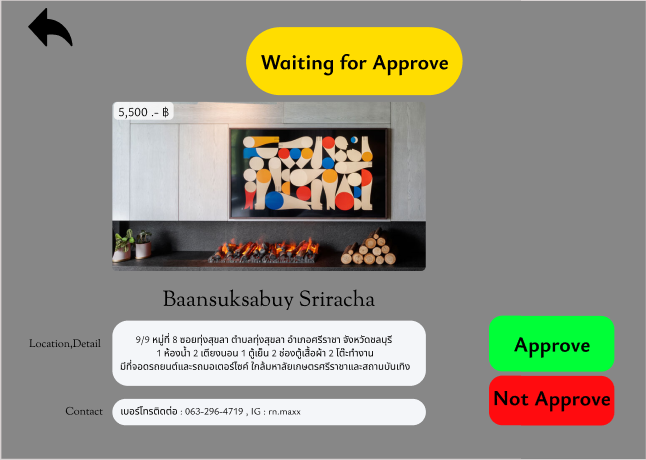 Waiting for Approve
5,500 .- ฿
Baansuksabuy Sriracha
Location,Detail
9/9 หมู่ที่ 8 ซอยทุ่งสุขลา ตำบลทุ่งสุขลา อำเภอศรีราชา จังหวัดชลบุรี
1 ห้องน้ำ 2 เตียงนอน 1 ตู้เย็น 2 ช่องตู้เสื้อผ้า 2 โต๊ะทำงาน
มีที่จอดรถยนต์และรถมอเตอร์ไซค์ ใกล้มหาลัยเกษตรศรีราชาและสถานบันเทิง
Approve
Not Approve
Contact
เบอร์โทรติดต่อ : 063-296-4719 , IG : rn.maxx